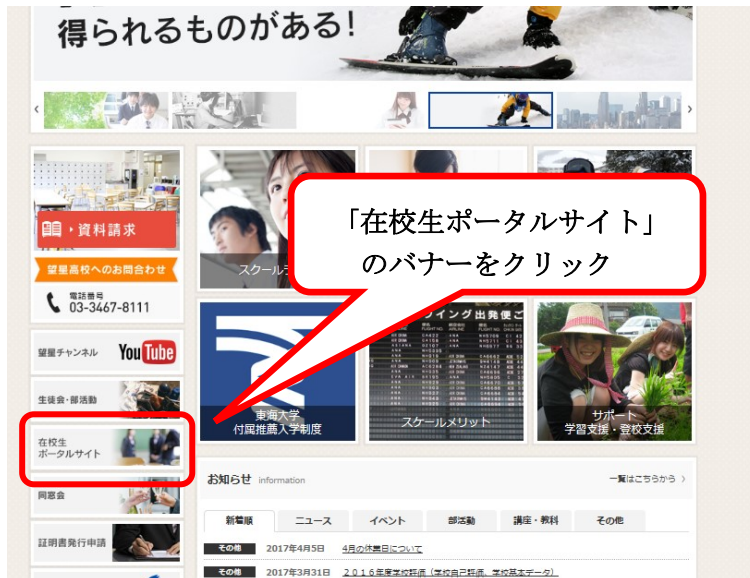 得られるものがある!
資料請求
望星高校へのお問合わせ
電話番号
03-3467-8111
望星チャンネル YouTube
生徒会・部活動
在校生
ポータルサイト
同窓会
証明書発行申請
「在校生ポータルサイト」
のバナーをクリック
スクール
東海大学
付属推薦入学制度
スケールメリット
サポート
学習支援・登校支援
お知らせ information
一覧はこちらから
新着順 ニュース イベント 部活動 講座・教科 その他
その他 2017年4月5日 4月の休業日について
その他 2017年3月31日 2016年度学校評価(学校自己評価、学校基本データ)